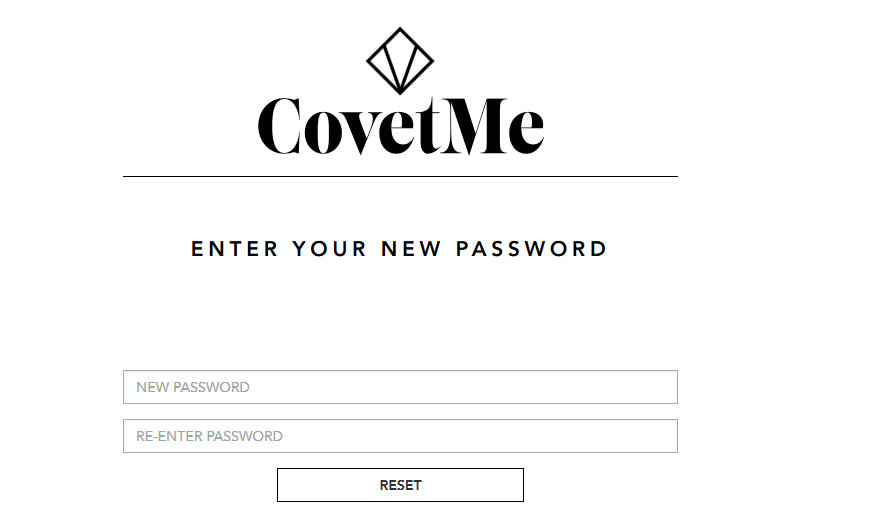 CovetMe
ENTER YOUR NEW PASSWORD
NEW PASSWORD
RE-ENTER PASSWORD
RESET